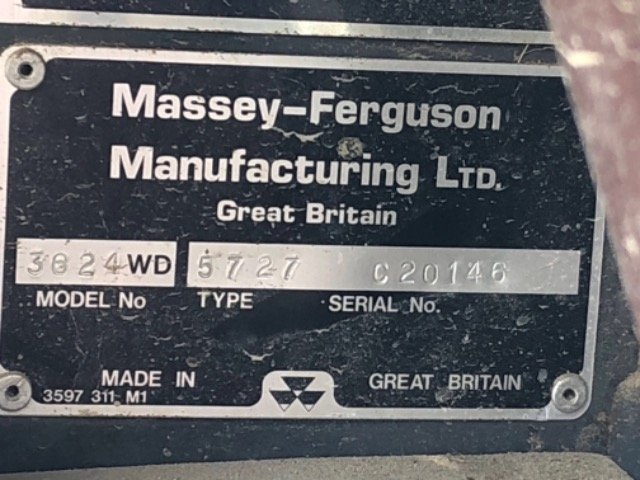 Massey-Ferguson
Manufacturing LTD.
Great Britain
3624WD 5727 C20146
MODEL No TYPE SERIAL No.
MADE IN GREAT BRITAIN
3597 311 M1